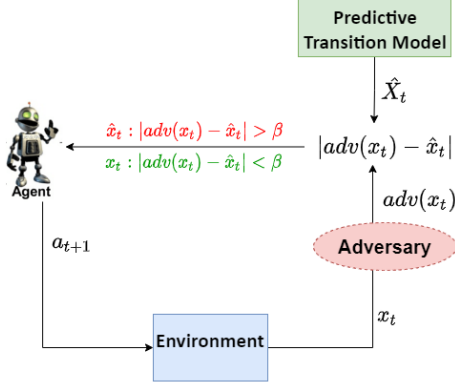 Predictive
Transition Model
$\hat{X}_t$
$\hat{x}_t : |adv(x_t) - \hat{x}_t| > \beta$
$x_t : |adv(x_t) - \hat{x}_t| < \beta$
$|adv(x_t) - \hat{x}_t|$
Agent
$adv(x_t)$
$a_{t+1}$
Adversary
$x_t$
Environment